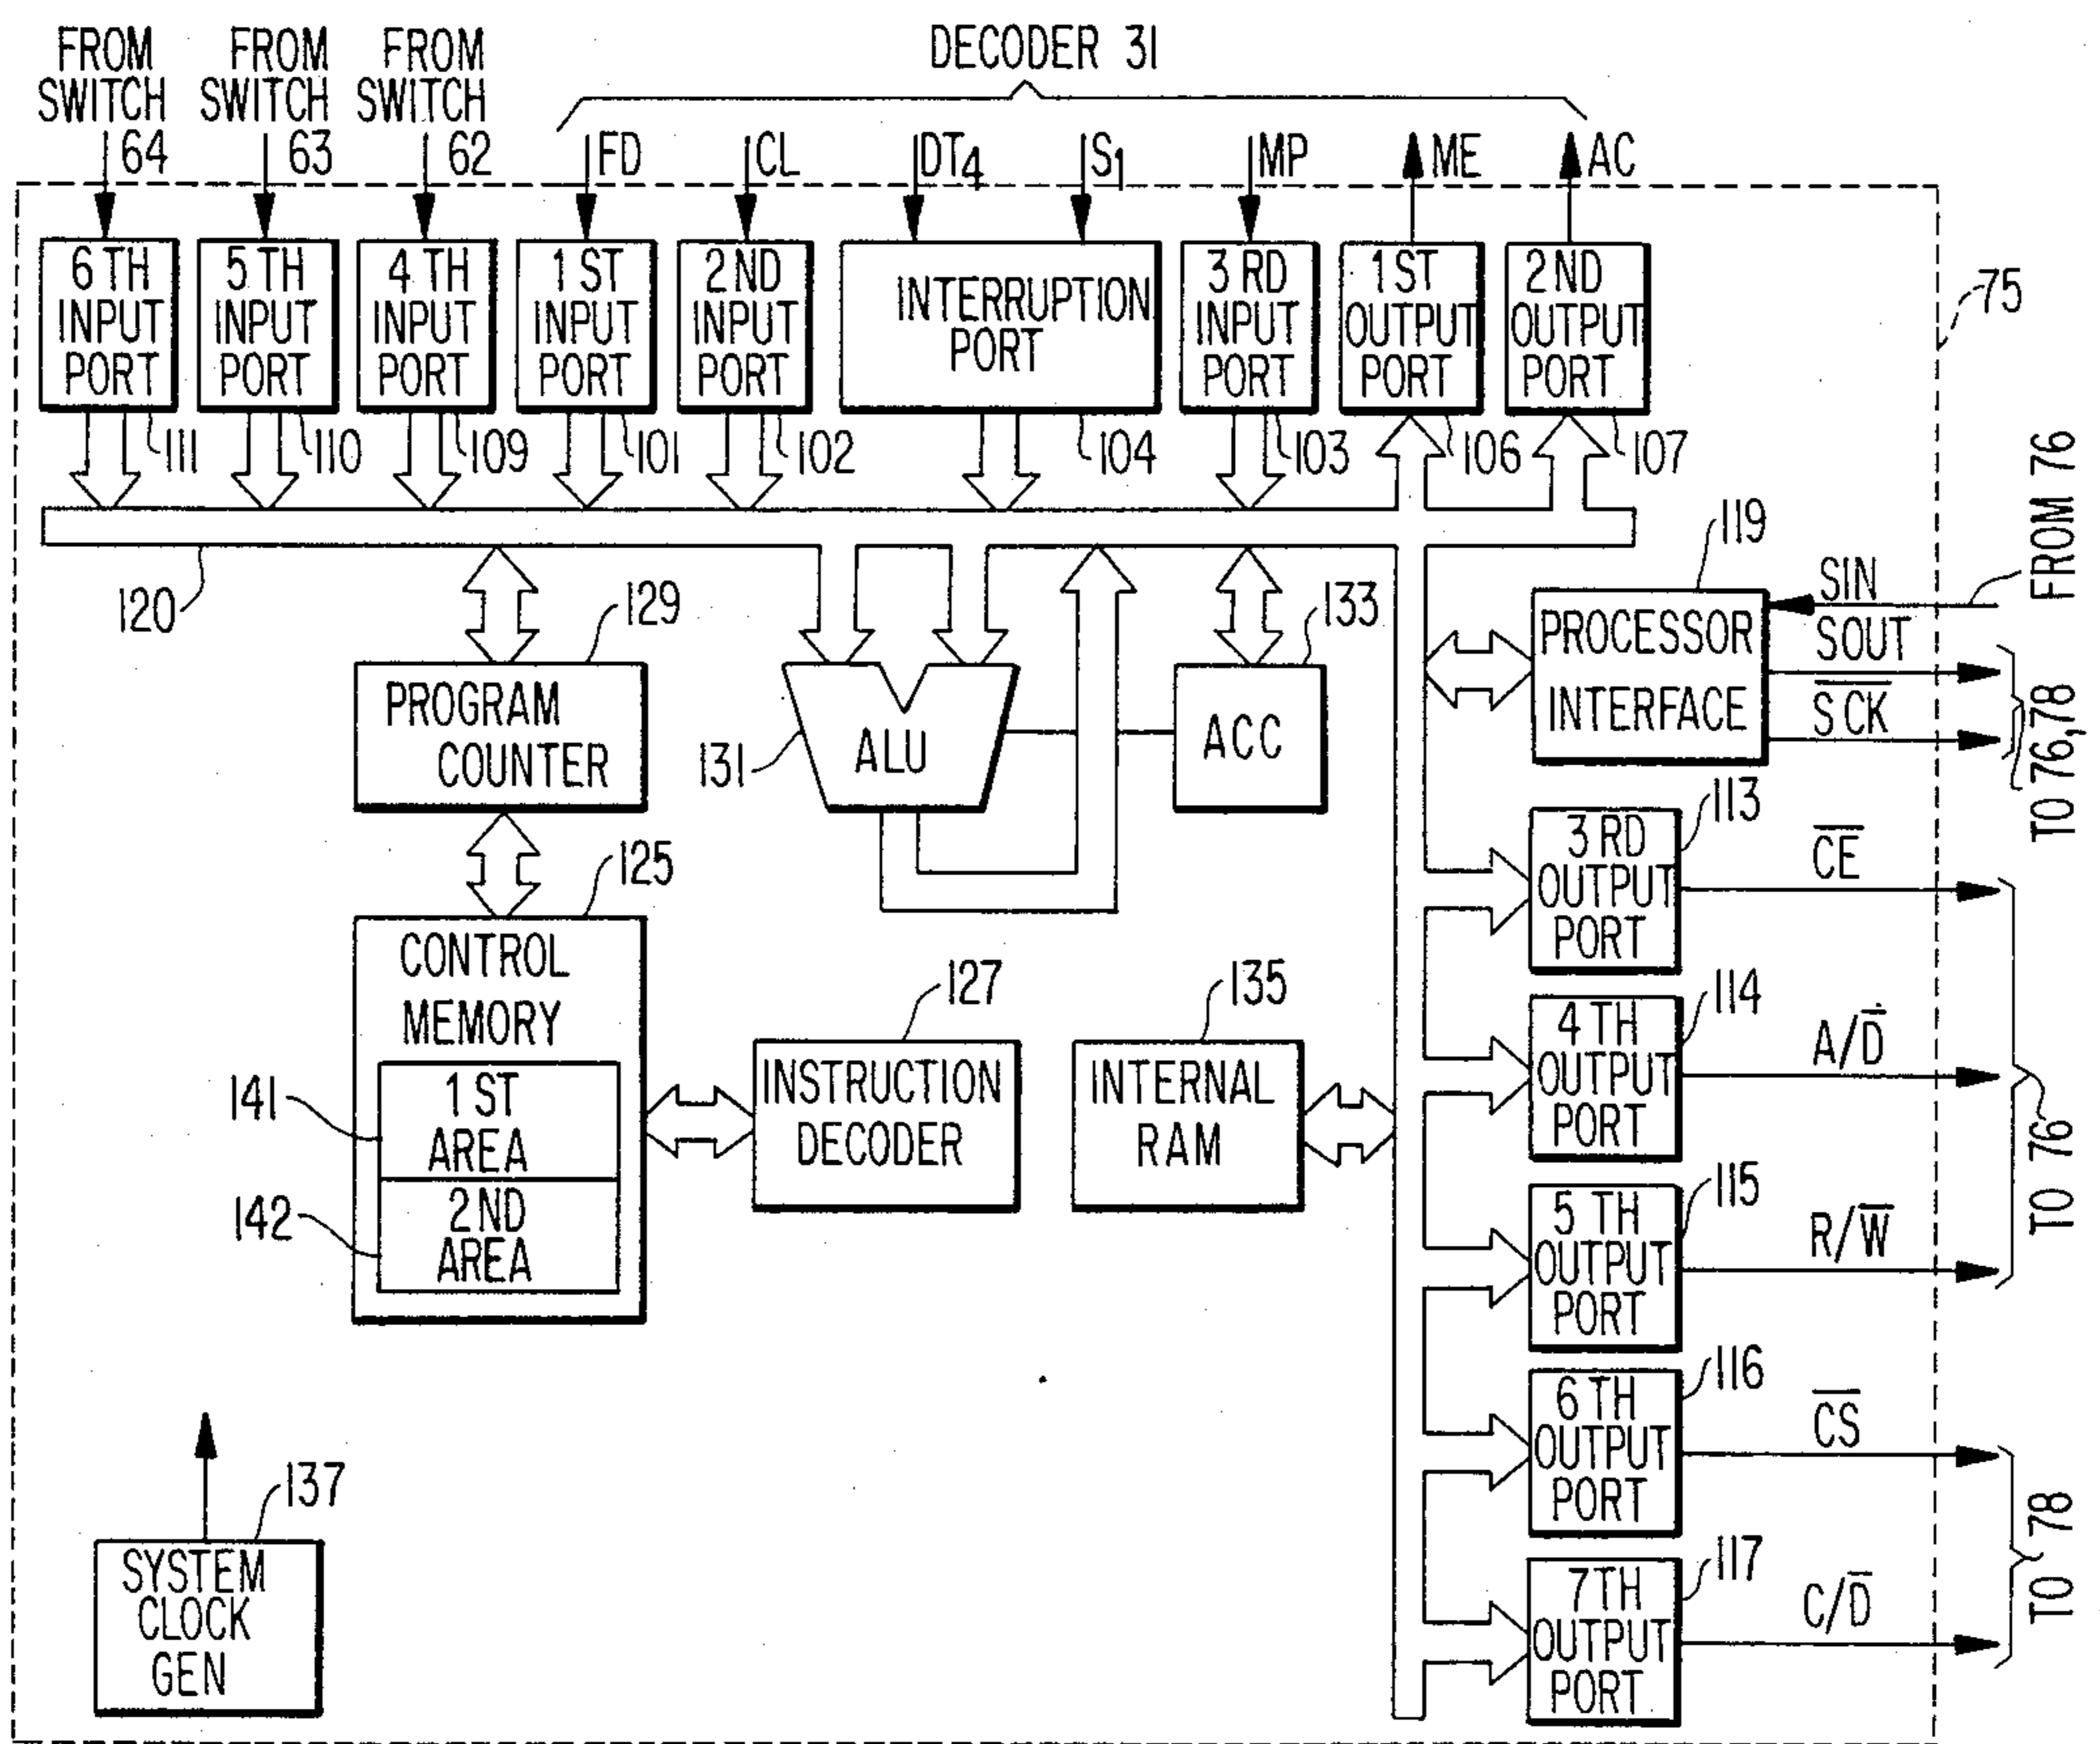 FROM SWITCH 64
FROM SWITCH 63
FROM SWITCH 62
DECODER 31
FD
CL
DT4
S1
MP
ME
AC
75
6 TH INPUT PORT
5 TH INPUT PORT
4 TH INPUT PORT
1 ST INPUT PORT
2 ND INPUT PORT
INTERRUPTION PORT
3 RD INPUT PORT
1 ST OUTPUT PORT
2 ND OUTPUT PORT
111
110
109
101
102
104
103
106
107
120
129
133
119
FROM 76
PROGRAM COUNTER
131
ALU
ACC
PROCESSOR INTERFACE
SIN
SOUT
S̅C̅K̅
TO 76,78
125
CONTROL MEMORY
141
1 ST AREA
142
2 ND AREA
127
INSTRUCTION DECODER
135
INTERNAL RAM
113
3 RD OUTPUT PORT
C̅E̅
114
4 TH OUTPUT PORT
A/D̅
115
5 TH OUTPUT PORT
R/W̅
TO 76
116
6 TH OUTPUT PORT
C̅S̅
117
7 TH OUTPUT PORT
C/D̅
TO 78
137
SYSTEM CLOCK GEN